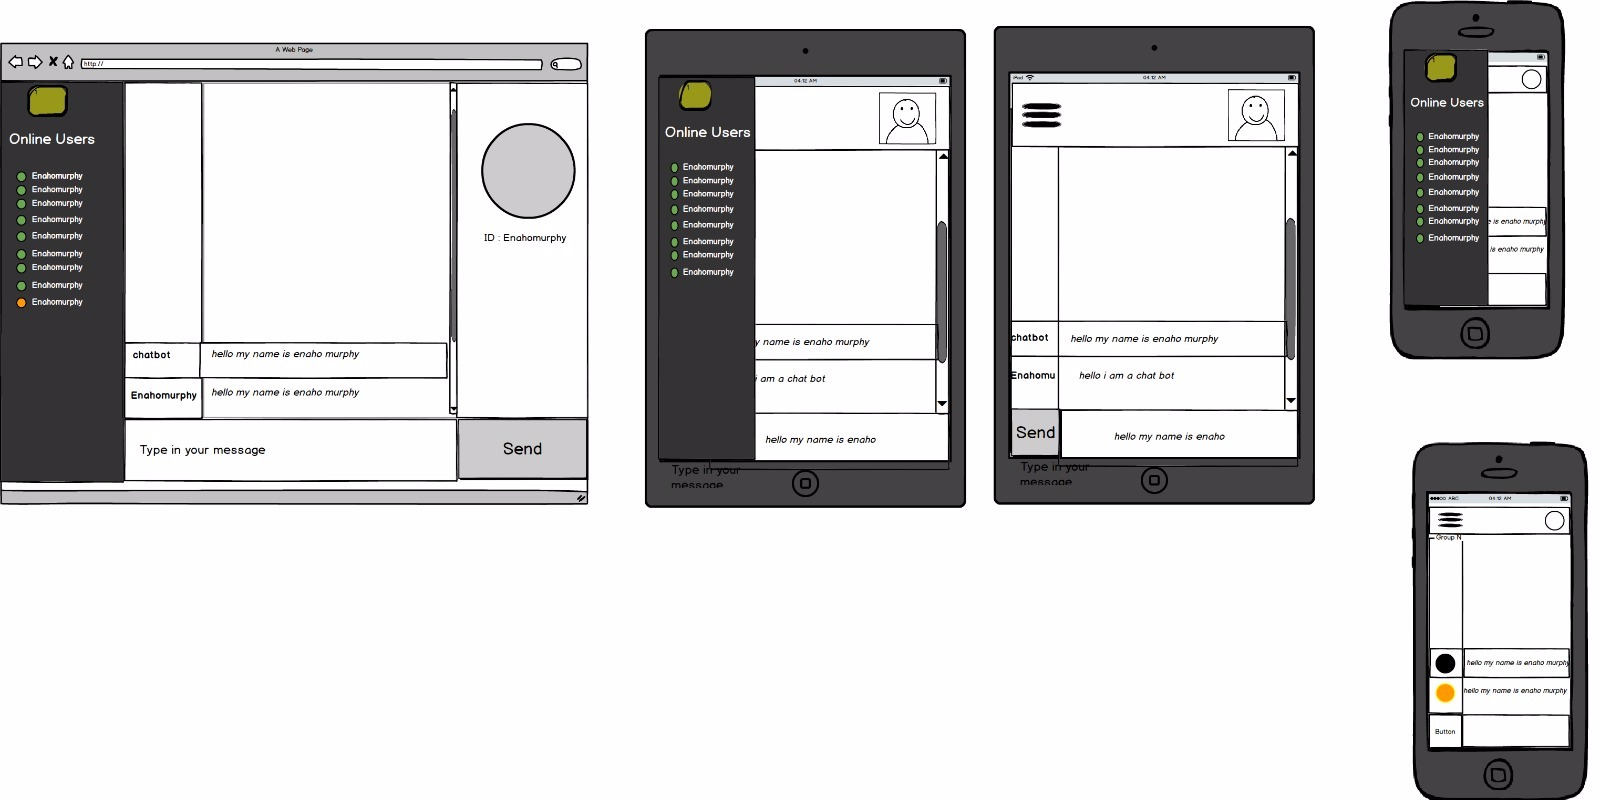 A Web Page
http://
Online Users
Enahomurphy
Enahomurphy
Enahomurphy
Enahomurphy
Enahomurphy
Enahomurphy
Enahomurphy
Enahomurphy
Enahomurphy
chatbot
hello my name is enaho murphy
Enahomurphy
hello my name is enaho murphy
Type in your message
ID : Enahomurphy
Send
04:12 AM
Online Users
Enahomurphy
Enahomurphy
Enahomurphy
Enahomurphy
Enahomurphy
Enahomurphy
Enahomurphy
Enahomurphy
y name is enaho murphy
i am a chat bot
hello my name is enaho
Type in your
message
iPad
04:12 AM
chatbot
hello my name is enaho murphy
Enahomu
hello i am a chat bot
Send
hello my name is enaho
Type in your
message
Online Users
Enahomurphy
Enahomurphy
Enahomurphy
Enahomurphy
Enahomurphy
Enahomurphy
Enahomurphy
Enahomurphy
e is enaho murphy
is enaho murphy
ABC
04:12 AM
Group N
hello my name is enaho murphy
hello my name is enaho murphy
Button